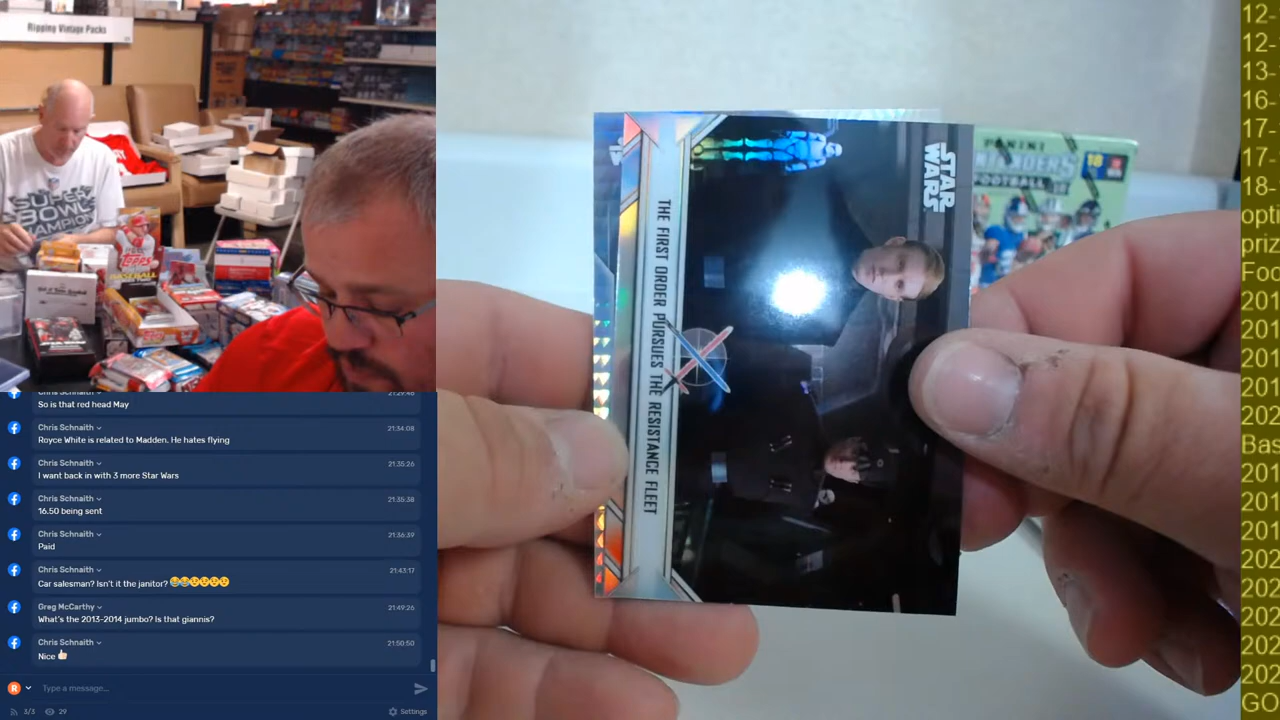 Ripping Vintage Packs
SUPER
BOWL
CHAMPION
Topps
STAR
WARS
THE FIRST ORDER PURSUES THE RESISTANCE FLEET
PANINI
FOOTBALL
18
So is that red head May
Chris Schnaith
21:34:08
Royce White is related to Madden. He hates flying
Chris Schnaith
21:35:26
I want back in with 3 more Star Wars
Chris Schnaith
21:35:38
16.50 being sent
Chris Schnaith
21:36:39
Paid
Chris Schnaith
21:43:17
Car salesman? Isn't it the janitor? 😂😂😉😉😉😉
Greg McCarthy
21:49:26
What's the 2013-2014 jumbo? Is that giannis?
Chris Schnaith
21:50:50
Nice 👍🏻
R
Type a message...
3/3
29
Settings
12-
12-
13-
16-
17-
17-
18-
opti
priz
Foo
201
201
201
201
202
Bas
201
201
201
202
202
202
202
202
GO